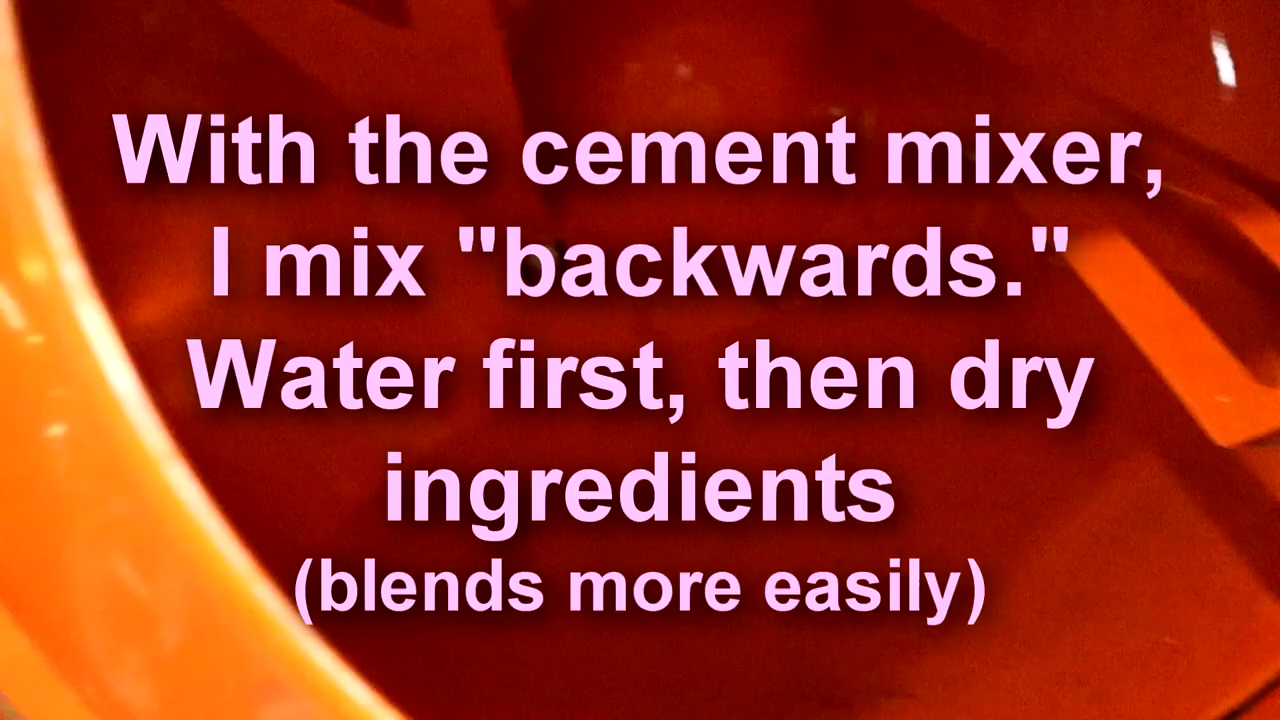 With the cement mixer,
I mix "backwards."
Water first, then dry
ingredients
(blends more easily)